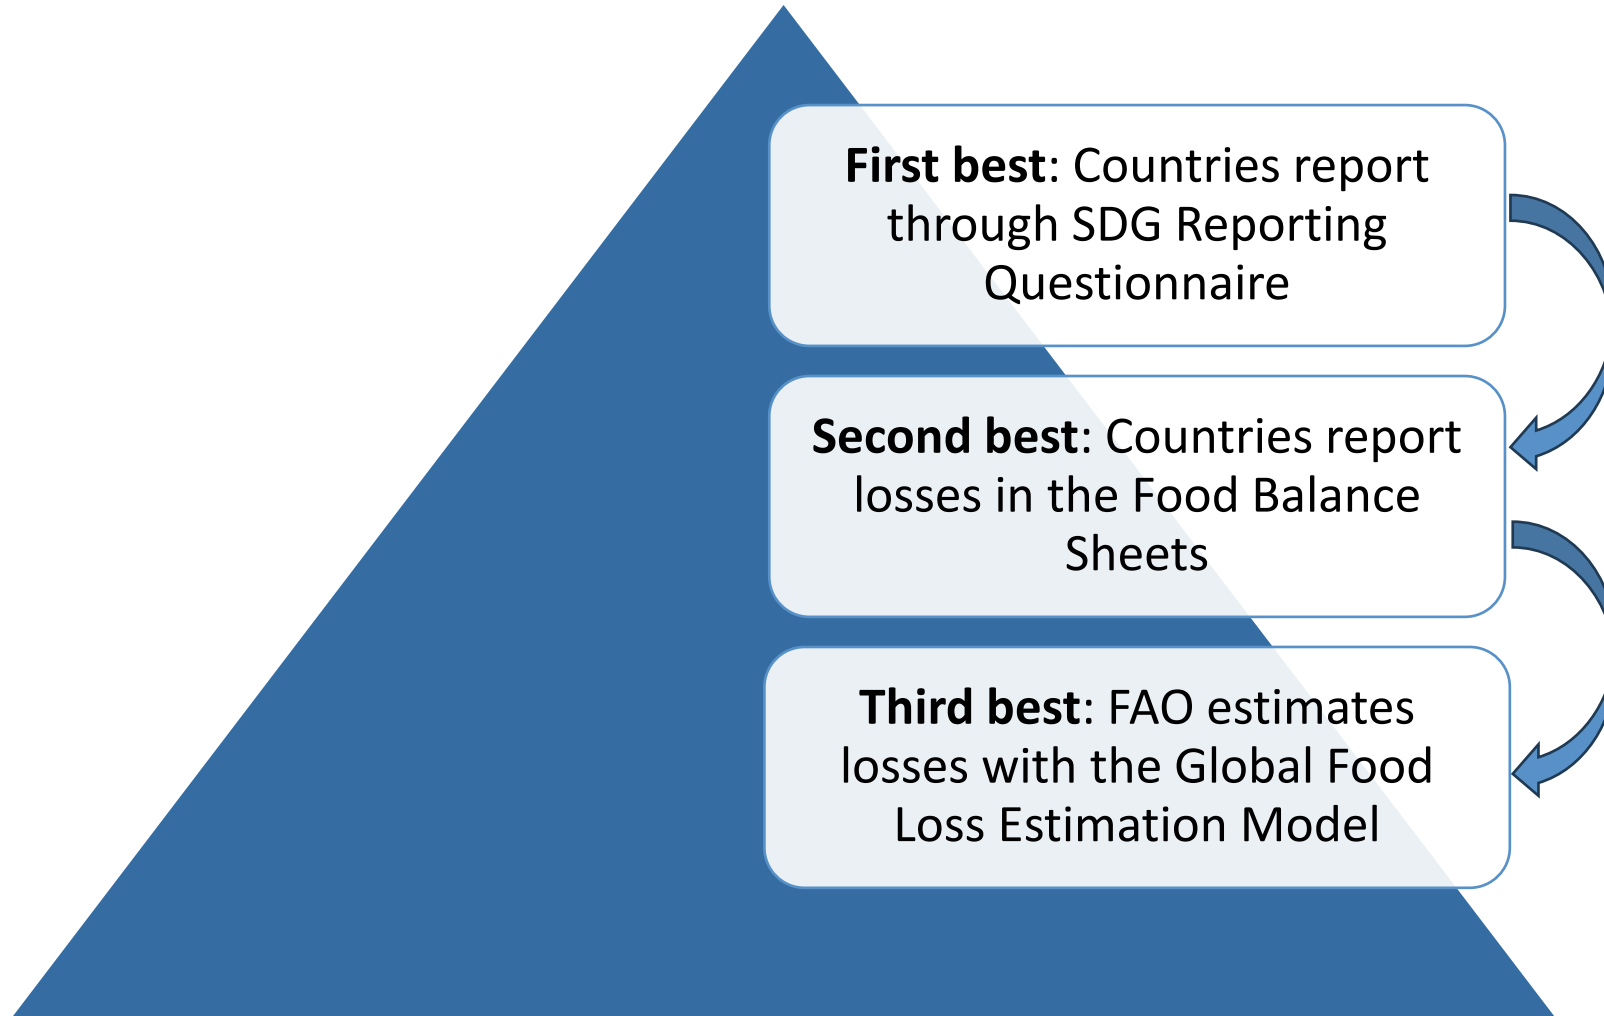 First best: Countries report
through SDG Reporting
Questionnaire
Second best: Countries report
losses in the Food Balance
Sheets
Third best: FAO estimates
losses with the Global Food
Loss Estimation Model